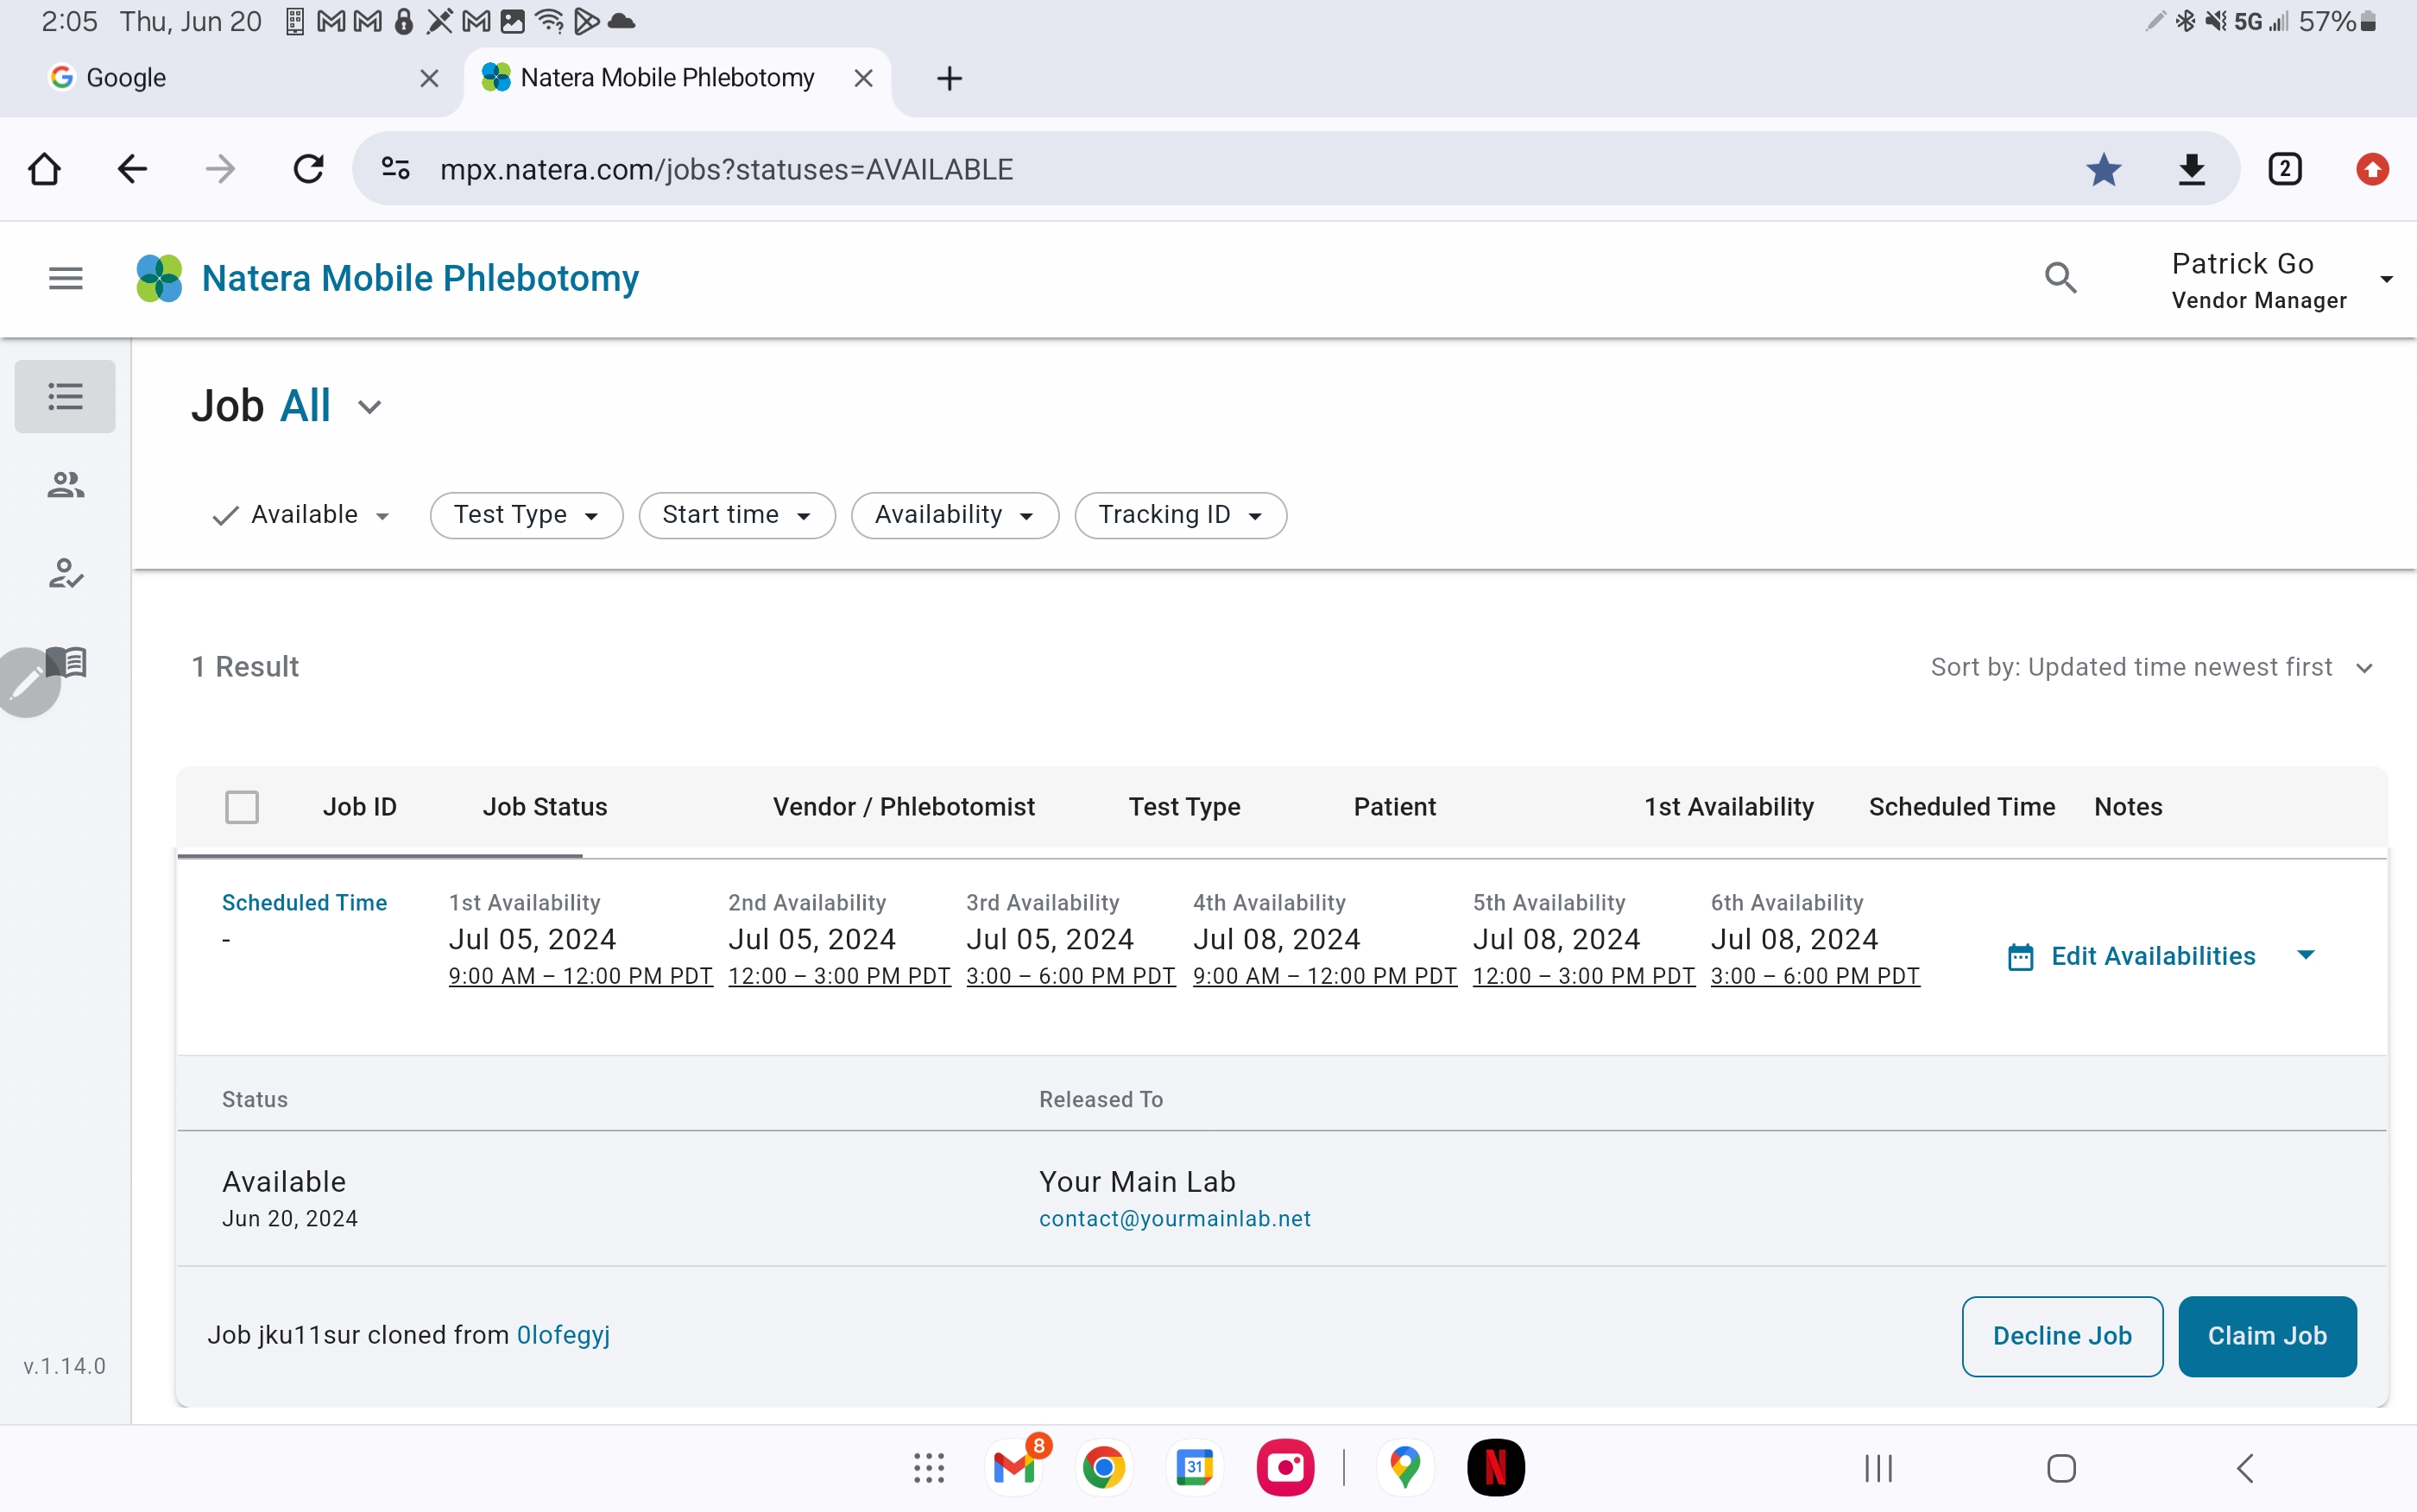 2:05 Thu, Jun 20 5G 57%
Google Natera Mobile Phlebotomy
mpx.natera.com/jobs?statuses=AVAILABLE 2
Natera Mobile Phlebotomy
Patrick Go
Vendor Manager
Job All
Available Test Type Start time Availability Tracking ID
1 Result Sort by: Updated time newest first
Job ID Job Status Vendor / Phlebotomist Test Type Patient 1st Availability Scheduled Time Notes
Scheduled Time 1st Availability 2nd Availability 3rd Availability 4th Availability 5th Availability 6th Availability
- Jul 05, 2024 Jul 05, 2024 Jul 05, 2024 Jul 08, 2024 Jul 08, 2024 Jul 08, 2024
9:00 AM – 12:00 PM PDT 12:00 – 3:00 PM PDT 3:00 – 6:00 PM PDT 9:00 AM – 12:00 PM PDT 12:00 – 3:00 PM PDT 3:00 – 6:00 PM PDT
Edit Availabilities
Status Released To
Available Your Main Lab
Jun 20, 2024 contact@yourmainlab.net
Job jku11sur cloned from 0lofegyj Decline Job Claim Job
v.1.14.0
8
31
N